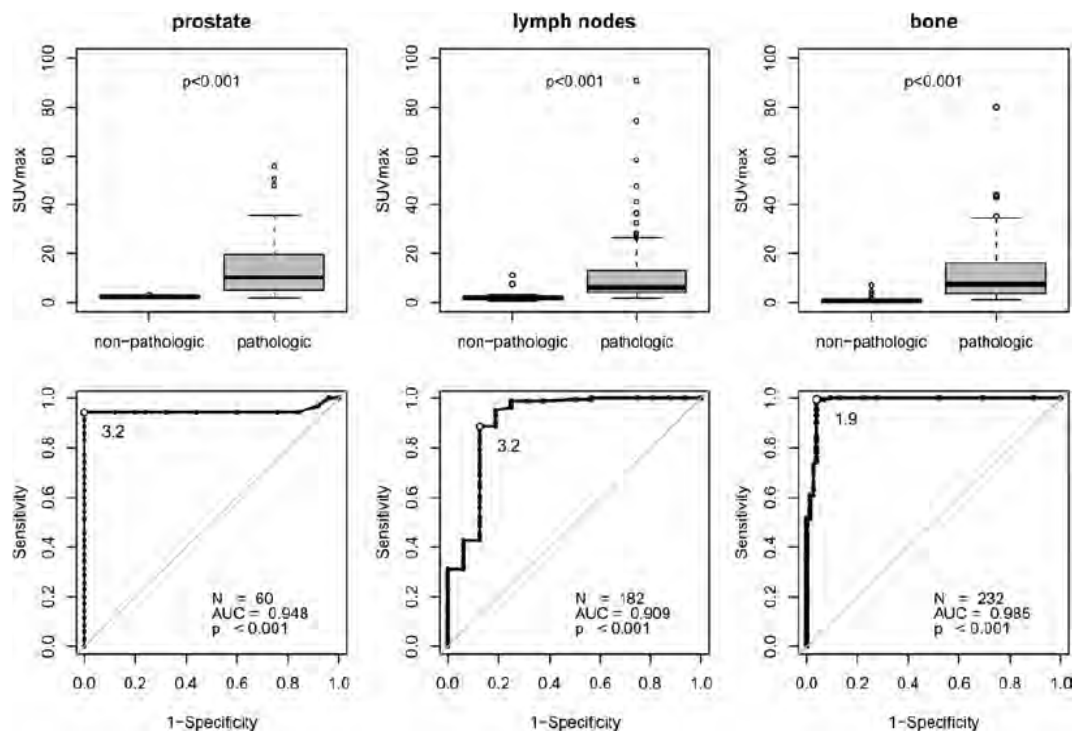 prostate
100
80
60
40
20
0
SUVmax
p<0.001
non-pathologic pathologic
lymph nodes
100
80
60
40
20
0
SUVmax
p<0.001
non-pathologic pathologic
bone
100
80
60
40
20
0
SUVmax
p<0.001
non-pathologic pathologic
1.0
0.8
0.6
0.4
0.2
0.0
Sensitivity
3.2
N = 60
AUC = 0.948
p < 0.001
0.0 0.2 0.4 0.6 0.8 1.0
1-Specificity
1.0
0.8
0.6
0.4
0.2
0.0
Sensitivity
3.2
N = 182
AUC = 0.909
p < 0.001
0.0 0.2 0.4 0.6 0.8 1.0
1-Specificity
1.0
0.8
0.6
0.4
0.2
0.0
Sensitivity
1.9
N = 232
AUC = 0.985
p < 0.001
0.0 0.2 0.4 0.6 0.8 1.0
1-Specificity